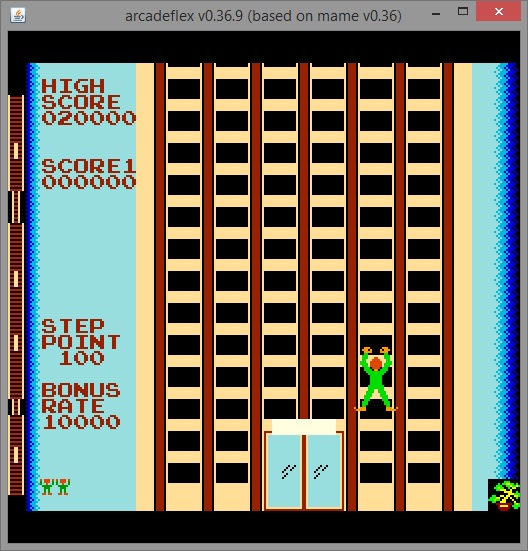 arcadeflex v0.36.9 (based on mame v0.36)
HIGH
SCORE
020000
SCORE1
000000
STEP
POINT
100
BONUS
RATE
10000